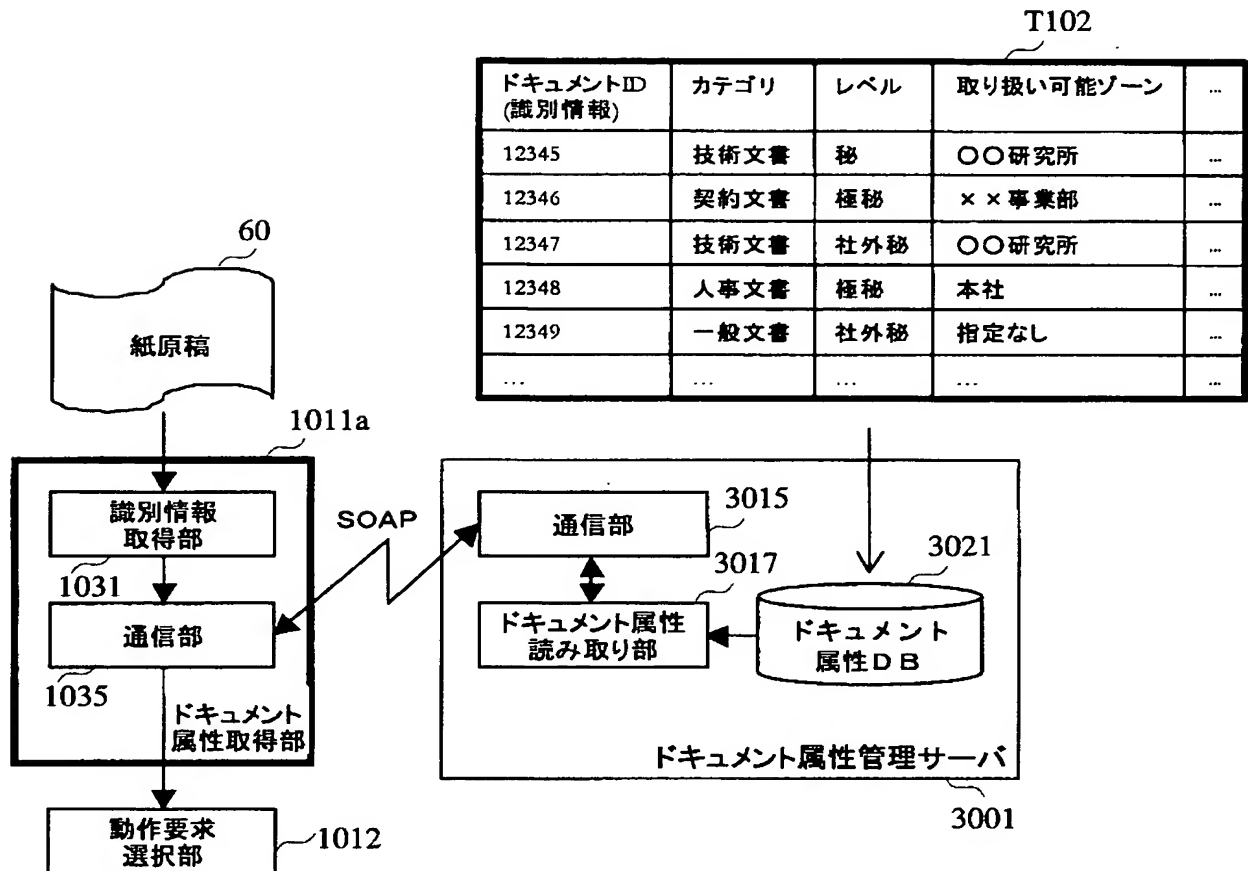 T102
ドキュメントID
(識別情報)
カテゴリ
レベル
取り扱い可能ゾーン
...
12345
技術文書
秘
〇〇研究所
...
12346
契約文書
極秘
××事業部
...
12347
技術文書
社外秘
〇〇研究所
...
12348
人事文書
極秘
本社
...
12349
一般文書
社外秘
指定なし
...
...
...
...
...
...
60
紙原稿
1011a
識別情報
取得部
1031
通信部
1035
ドキュメント
属性取得部
動作要求
選択部
1012
SOAP
通信部
3015
3017
ドキュメント属性
読み取り部
3021
ドキュメント
属性DB
ドキュメント属性管理サーバ
3001